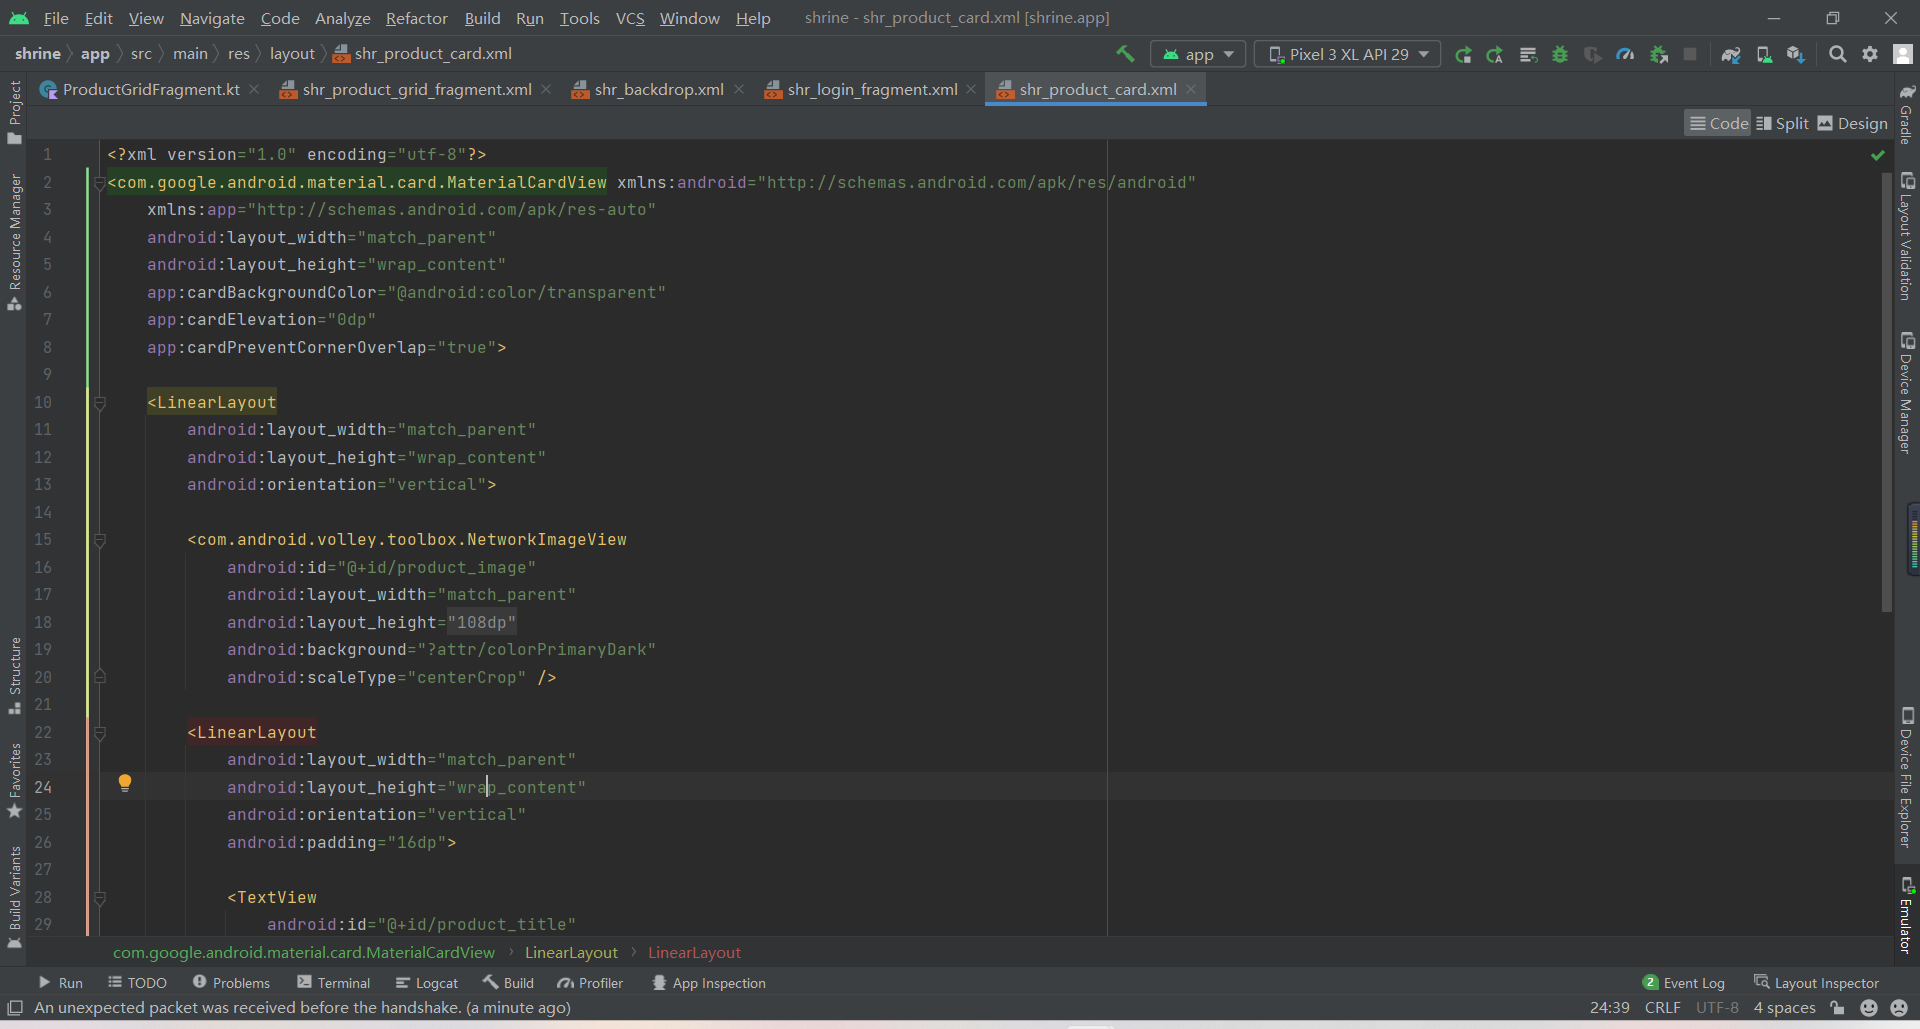 File Edit View Navigate Code Analyze Refactor Build Run Tools VCS Window Help shrine - shr_product_card.xml [shrine.app]
shrine app src main res layout shr_product_card.xml app Pixel 3 XL API 29
ProductGridFragment.kt shr_product_grid_fragment.xml shr_backdrop.xml shr_login_fragment.xml shr_product_card.xml
Code Split Design
1 <?xml version="1.0" encoding="utf-8"?>
2 <com.google.android.material.card.MaterialCardView xmlns:android="http://schemas.android.com/apk/res/android"
3 xmlns:app="http://schemas.android.com/apk/res-auto"
4 android:layout_width="match_parent"
5 android:layout_height="wrap_content"
6 app:cardBackgroundColor="@android:color/transparent"
7 app:cardElevation="0dp"
8 app:cardPreventCornerOverlap="true">
9
10 <LinearLayout
11 android:layout_width="match_parent"
12 android:layout_height="wrap_content"
13 android:orientation="vertical">
14
15 <com.android.volley.toolbox.NetworkImageView
16 android:id="@+id/product_image"
17 android:layout_width="match_parent"
18 android:layout_height="108dp"
19 android:background="?attr/colorPrimaryDark"
20 android:scaleType="centerCrop" />
21
22 <LinearLayout
23 android:layout_width="match_parent"
24 android:layout_height="wrap_content"
25 android:orientation="vertical"
26 android:padding="16dp">
27
28 <TextView
29 android:id="@+id/product_title"
Project
Resource Manager
Structure
Favorites
Build Variants
Gradle
Layout Validation
Device Manager
Device File Explorer
Emulator
com.google.android.material.card.MaterialCardView LinearLayout LinearLayout
Run TODO Problems Terminal Logcat Build Profiler App Inspection 2 Event Log Layout Inspector
An unexpected packet was received before the handshake. (a minute ago) 24:39 CRLF UTF-8 4 spaces